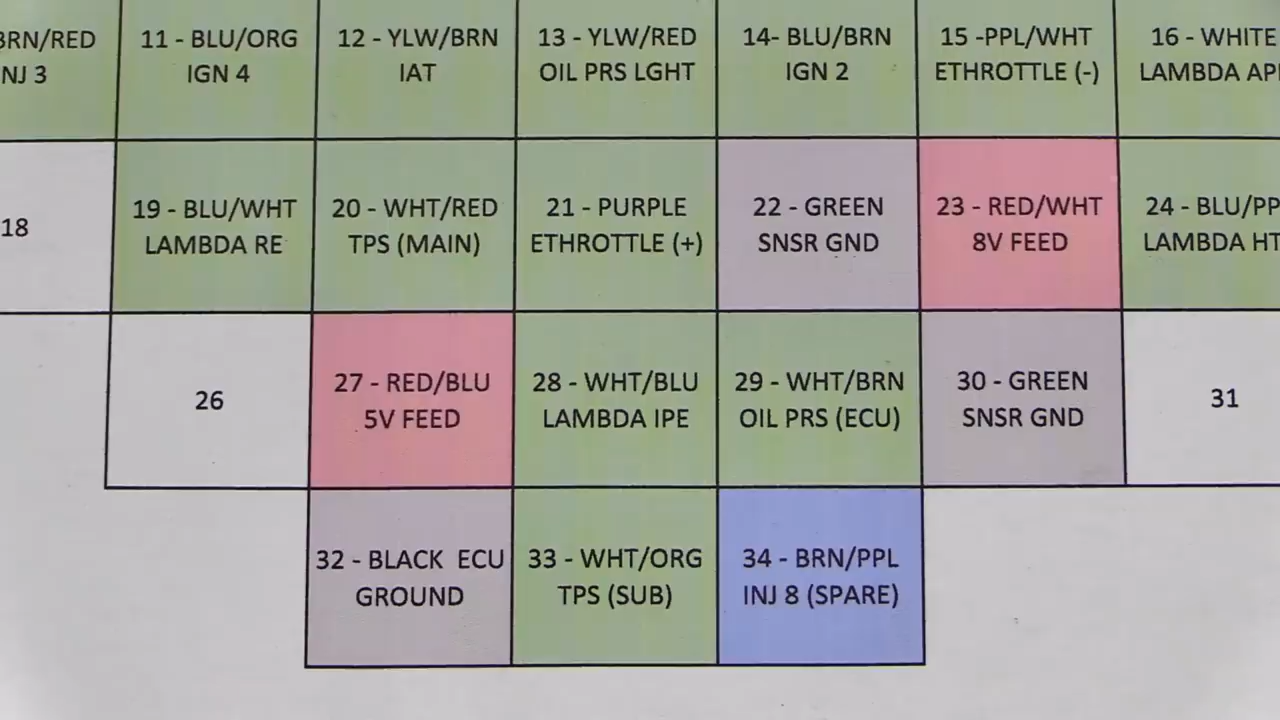 BRN/RED
NJ 3
11 - BLU/ORG
IGN 4
12 - YLW/BRN
IAT
13 - YLW/RED
OIL PRS LGHT
14- BLU/BRN
IGN 2
15 -PPL/WHT
ETHROTTLE (-)
16 - WHITE
LAMBDA API
18
19 - BLU/WHT
LAMBDA RE
20 - WHT/RED
TPS (MAIN)
21 - PURPLE
ETHROTTLE (+)
22 - GREEN
SNSR GND
23 - RED/WHT
8V FEED
24 - BLU/PP
LAMBDA HT
26
27 - RED/BLU
5V FEED
28 - WHT/BLU
LAMBDA IPE
29 - WHT/BRN
OIL PRS (ECU)
30 - GREEN
SNSR GND
31
32 - BLACK  ECU
GROUND
33 - WHT/ORG
TPS (SUB)
34 - BRN/PPL
INJ 8 (SPARE)